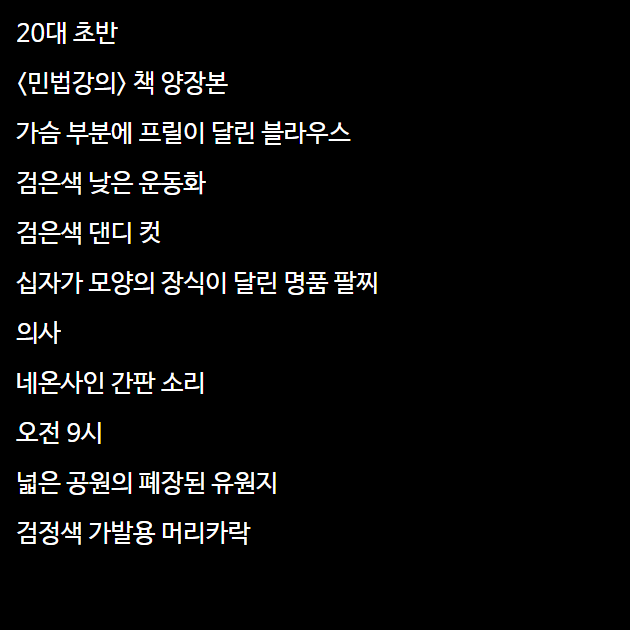 20대 초반
〈민법강의〉 책 양장본
가슴 부분에 프릴이 달린 블라우스
검은색 낮은 운동화
검은색 댄디 컷
십자가 모양의 장식이 달린 명품 팔찌
의사
네온사인 간판 소리
오전 9시
넓은 공원의 폐장된 유원지
검정색 가발용 머리카락